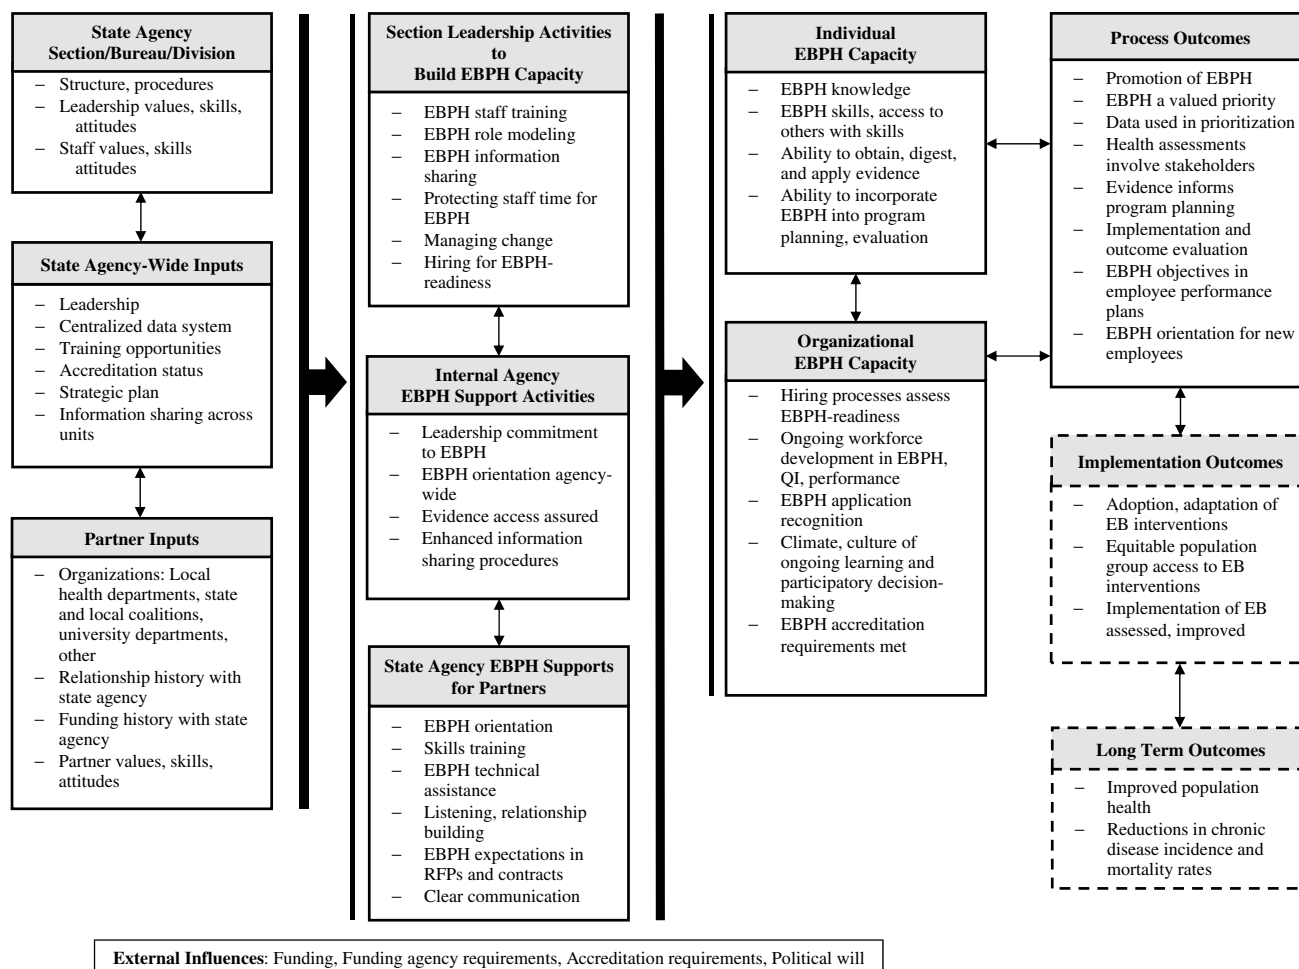 State Agency
Section/Bureau/Division
– Structure, procedures
– Leadership values, skills,
attitudes
– Staff values, skills
attitudes
State Agency-Wide Inputs
– Leadership
– Centralized data system
– Training opportunities
– Accreditation status
– Strategic plan
– Information sharing across
units
Partner Inputs
– Organizations: Local
health departments, state
and local coalitions,
university departments,
other
– Relationship history with
state agency
– Funding history with state
agency
– Partner values, skills,
attitudes
Section Leadership Activities
to
Build EBPH Capacity
– EBPH staff training
– EBPH role modeling
– EBPH information
sharing
– Protecting staff time for
EBPH
– Managing change
– Hiring for EBPH-
readiness
Internal Agency
EBPH Support Activities
– Leadership commitment
to EBPH
– EBPH orientation agency-
wide
– Evidence access assured
– Enhanced information
sharing procedures
State Agency EBPH Supports
for Partners
– EBPH orientation
– Skills training
– EBPH technical
assistance
– Listening, relationship
building
– EBPH expectations in
RFPs and contracts
– Clear communication
Individual
EBPH Capacity
– EBPH knowledge
– EBPH skills, access to
others with skills
– Ability to obtain, digest,
and apply evidence
– Ability to incorporate
EBPH into program
planning, evaluation
Organizational
EBPH Capacity
– Hiring processes assess
EBPH-readiness
– Ongoing workforce
development in EBPH,
QI, performance
– EBPH application
recognition
– Climate, culture of
ongoing learning and
participatory decision-
making
– EBPH accreditation
requirements met
Process Outcomes
– Promotion of EBPH
– EBPH a valued priority
– Data used in prioritization
– Health assessments
involve stakeholders
– Evidence informs
program planning
– Implementation and
outcome evaluation
– EBPH objectives in
employee performance
plans
– EBPH orientation for new
employees
Implementation Outcomes
– Adoption, adaptation of
EB interventions
– Equitable population
group access to EB
interventions
– Implementation of EB
assessed, improved
Long Term Outcomes
– Improved population
health
– Reductions in chronic
disease incidence and
mortality rates
External Influences: Funding, Funding agency requirements, Accreditation requirements, Political will